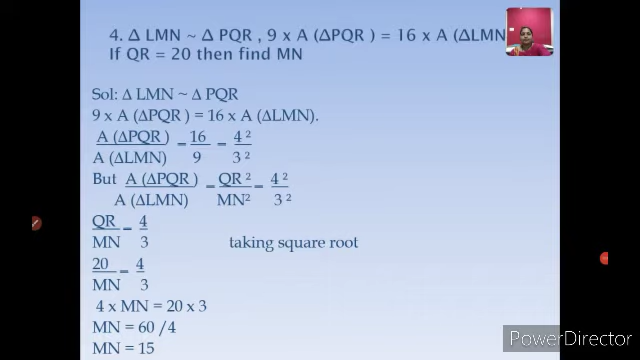 4. Δ LMN ~ Δ PQR , 9 x A (ΔPQR ) = 16 x A (ΔLMN
If QR = 20 then find MN
Sol: Δ LMN ~ Δ PQR
9 x A (ΔPQR ) = 16 x A (ΔLMN).
A (ΔPQR ) = 16 = 4 ²
A (ΔLMN) 9 3 ²
But A (ΔPQR ) = QR ² = 4 ²
A (ΔLMN) MN² 3 ²
QR = 4
MN 3 taking square root
20 = 4
MN 3
4 x MN = 20 x 3
MN = 60 /4
MN = 15
PowerDirector